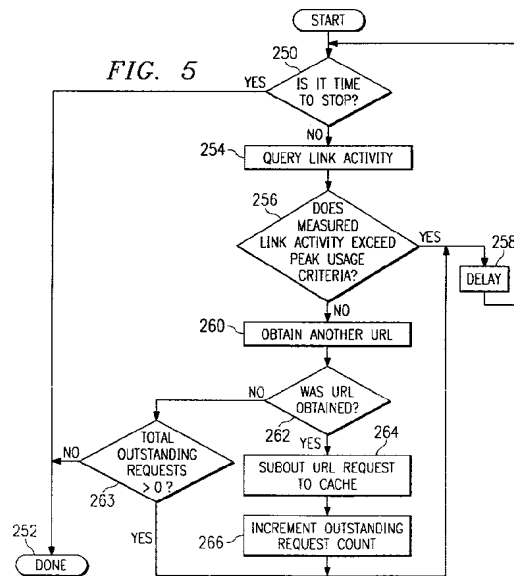 START
FIG. 5
250
YES
IS IT TIME
TO STOP?
NO
254
QUERY LINK ACTIVITY
256
DOES
MEASURED
LINK ACTIVITY EXCEED
PEAK USAGE
CRITERIA?
YES
258
DELAY
NO
260
OBTAIN ANOTHER URL
NO
WAS URL
OBTAINED?
262
YES
264
NO
TOTAL
OUTSTANDING
REQUESTS
> 0 ?
263
SUBOUT URL REQUEST
TO CACHE
252
DONE
YES
266
INCREMENT OUTSTANDING
REQUEST COUNT